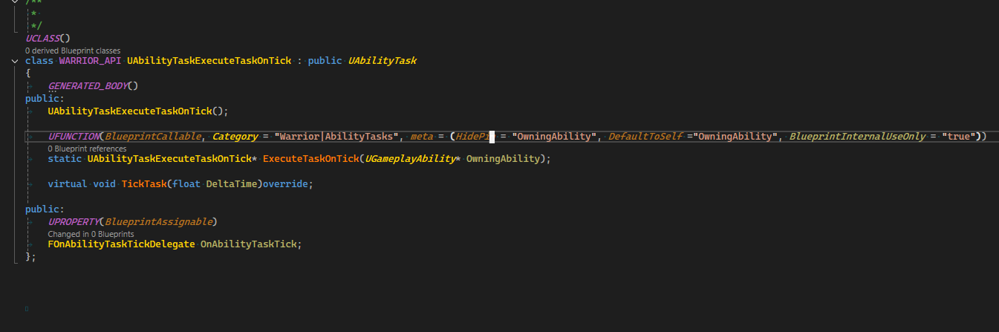 /**
*
*/
UCLASS()
0 derived Blueprint classes
class WARRIOR_API UAbilityTaskExecuteTaskOnTick : public UAbilityTask
{
GENERATED_BODY()
public:
UAbilityTaskExecuteTaskOnTick();
UFUNCTION(BlueprintCallable, Category = "Warrior|AbilityTasks", meta = (HidePin = "OwningAbility", DefaultToSelf ="OwningAbility", BlueprintInternalUseOnly = "true"))
0 Blueprint references
static UAbilityTaskExecuteTaskOnTick* ExecuteTaskOnTick(UGameplayAbility* OwningAbility);
virtual void TickTask(float DeltaTime)override;
public:
UPROPERTY(BlueprintAssignable)
Changed in 0 Blueprints
FOnAbilityTaskTickDelegate OnAbilityTaskTick;
};